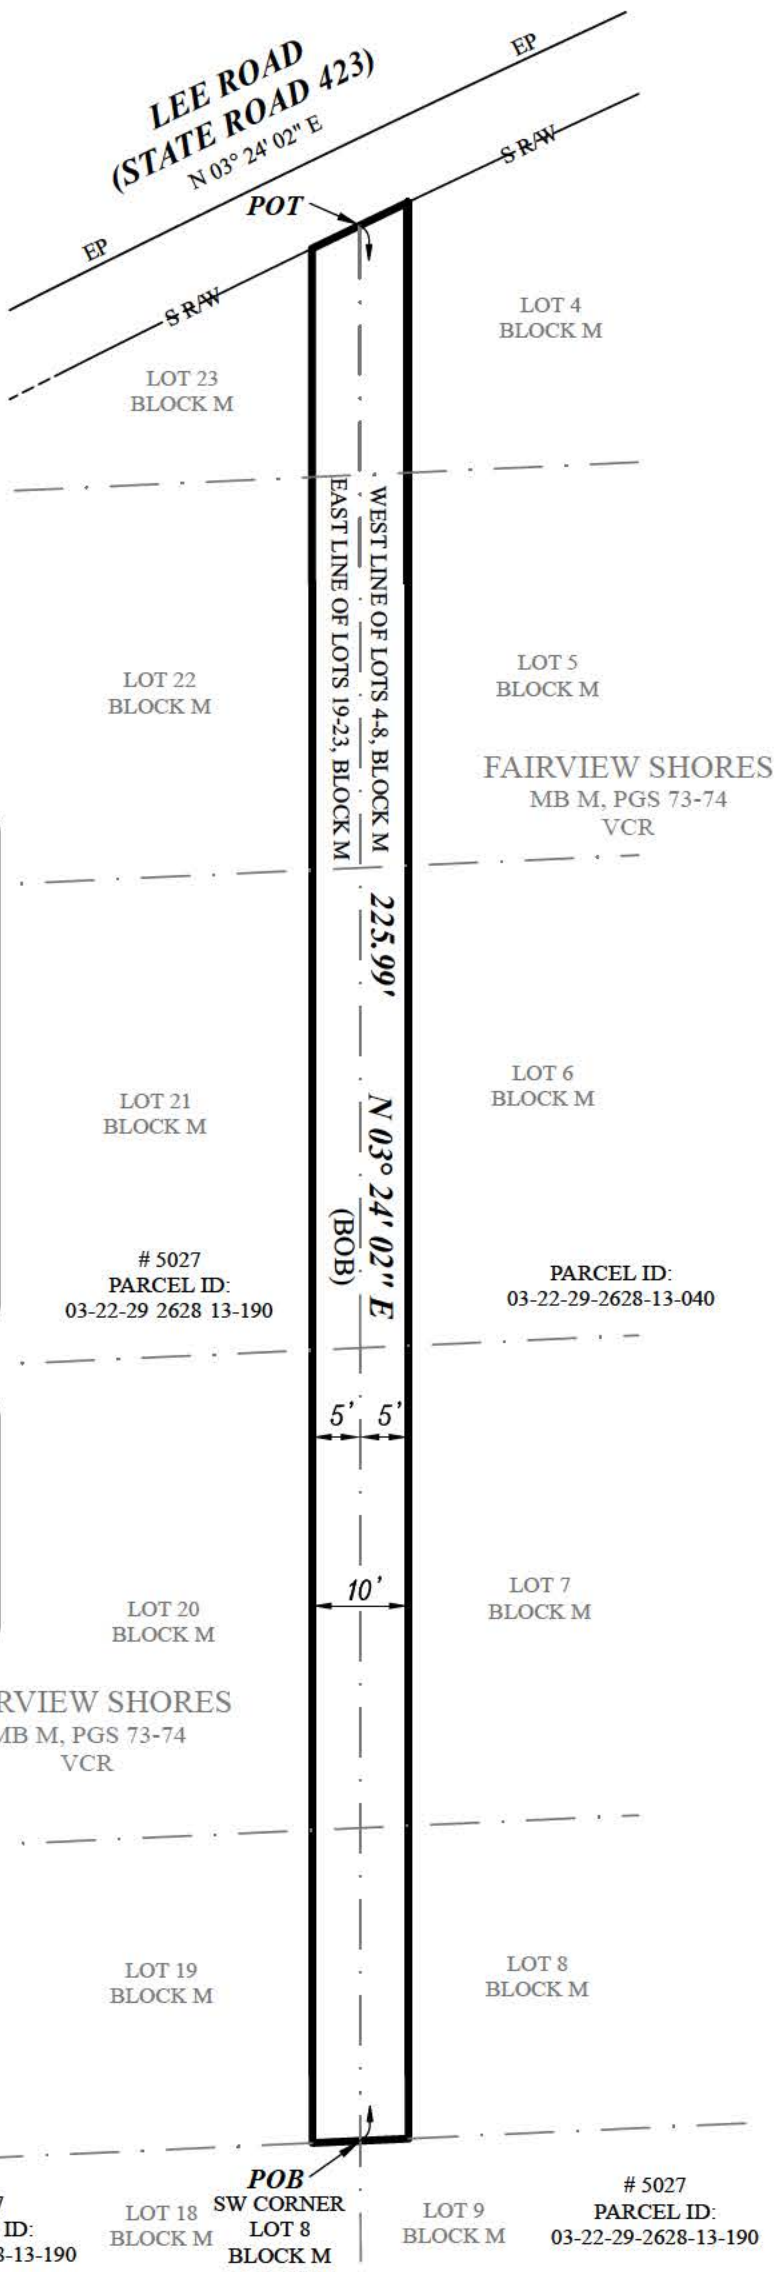 LEE ROAD
(STATE ROAD 423)
N 03° 24' 02" E
EP
EP
S R/W
S R/W
POT
LOT 4
BLOCK M
LOT 23
BLOCK M
WEST LINE OF LOTS 4-8, BLOCK M
EAST LINE OF LOTS 19-23, BLOCK M
LOT 22
BLOCK M
LOT 5
BLOCK M
FAIRVIEW SHORES
MB M, PGS 73-74
VCR
225.99'
N 03° 24' 02" E
(BOB)
LOT 21
BLOCK M
LOT 6
BLOCK M
# 5027
PARCEL ID:
03-22-29 2628 13-190
PARCEL ID:
03-22-29-2628-13-040
5' 5'
10'
LOT 20
BLOCK M
LOT 7
BLOCK M
RVIEW SHORES
MB M, PGS 73-74
VCR
LOT 19
BLOCK M
LOT 8
BLOCK M
POB
SW CORNER
LOT 8
BLOCK M
ID:
-13-190
LOT 18
BLOCK M
LOT 9
BLOCK M
# 5027
PARCEL ID:
03-22-29-2628-13-190